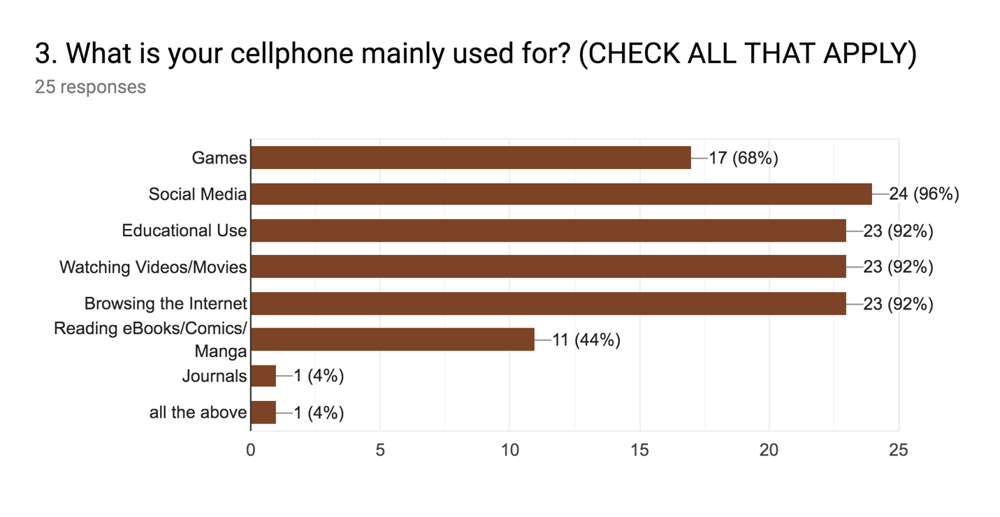 3. What is your cellphone mainly used for? (CHECK ALL THAT APPLY)
25 responses
Games
17 (68%)
Social Media
24 (96%)
Educational Use
23 (92%)
Watching Videos/Movies
23 (92%)
Browsing the Internet
23 (92%)
Reading eBooks/Comics/
Manga
11 (44%)
Journals
1 (4%)
all the above
1 (4%)
0 5 10 15 20 25